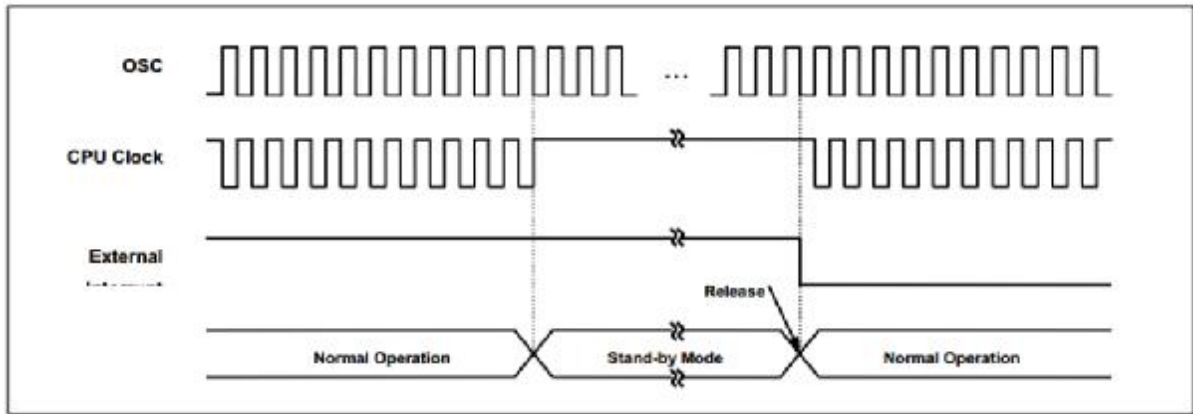 OSC
...
CPU Clock
External
Release
Normal Operation
Stand-by Mode
Normal Operation